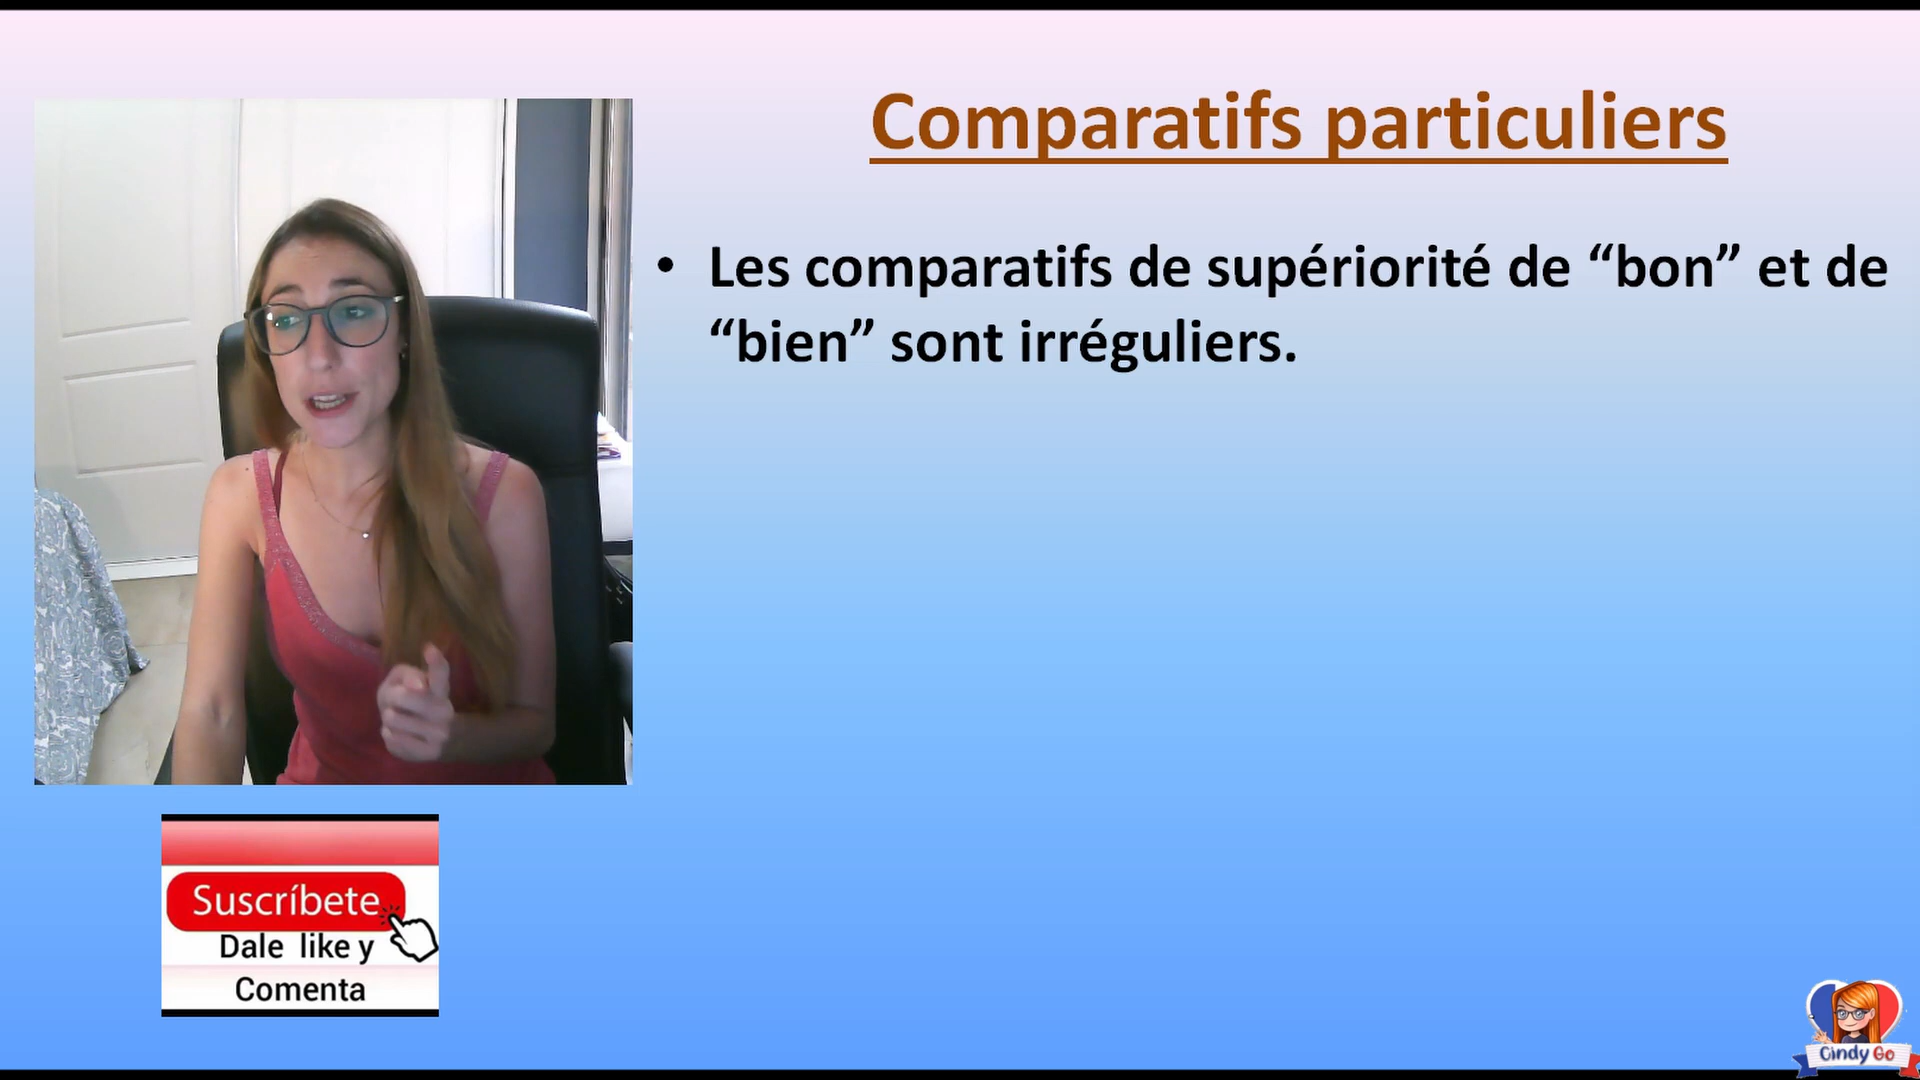 Comparatifs particuliers
• Les comparatifs de supériorité de “bon” et de
“bien” sont irréguliers.
Suscríbete
Dale like y
Comenta
Cindy Go